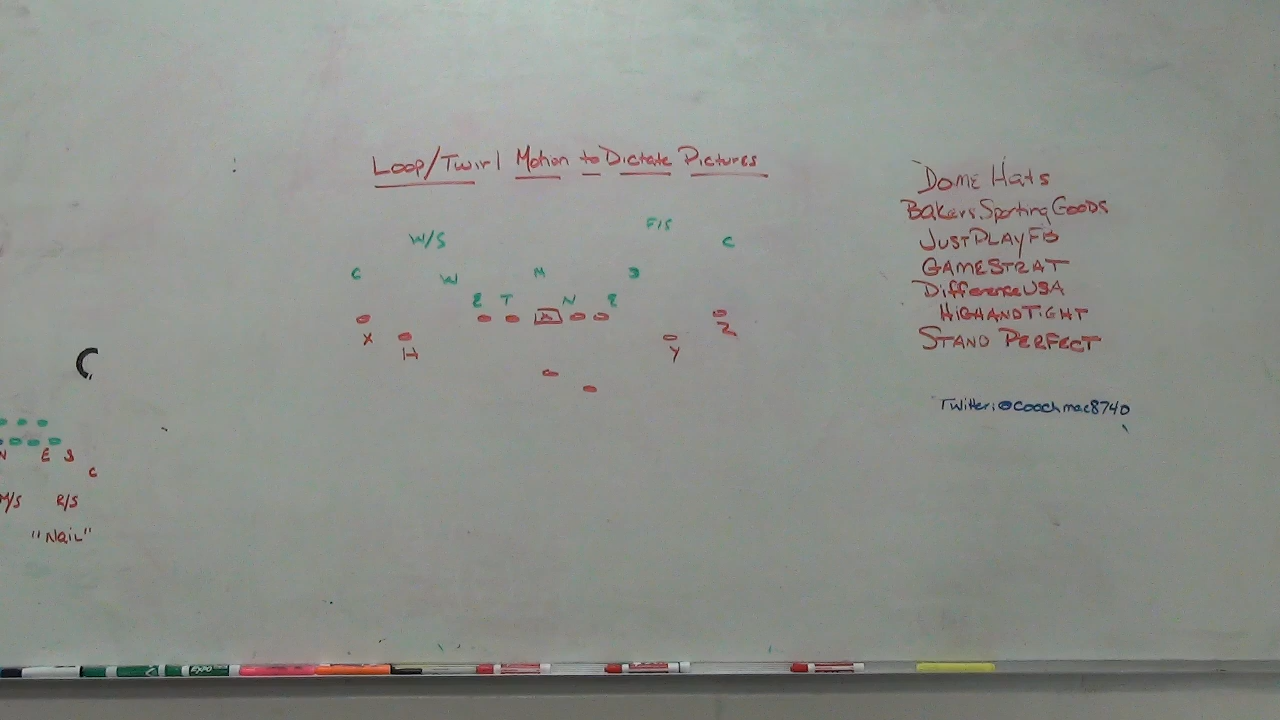 Loop/Twirl Motion to Dictate Pictures
W/S F/S C
C W M S
E T N E
X H Y Z
Dome Hats
Bakers Sporting Goods
JUSTPLAYFB
GAMESTRAT
DifferenceUSA
HIGHANDTIGHT
STAND PERFECT
Twitter:@coachmac8740
N E S
C
M/S R/S
"Nail"